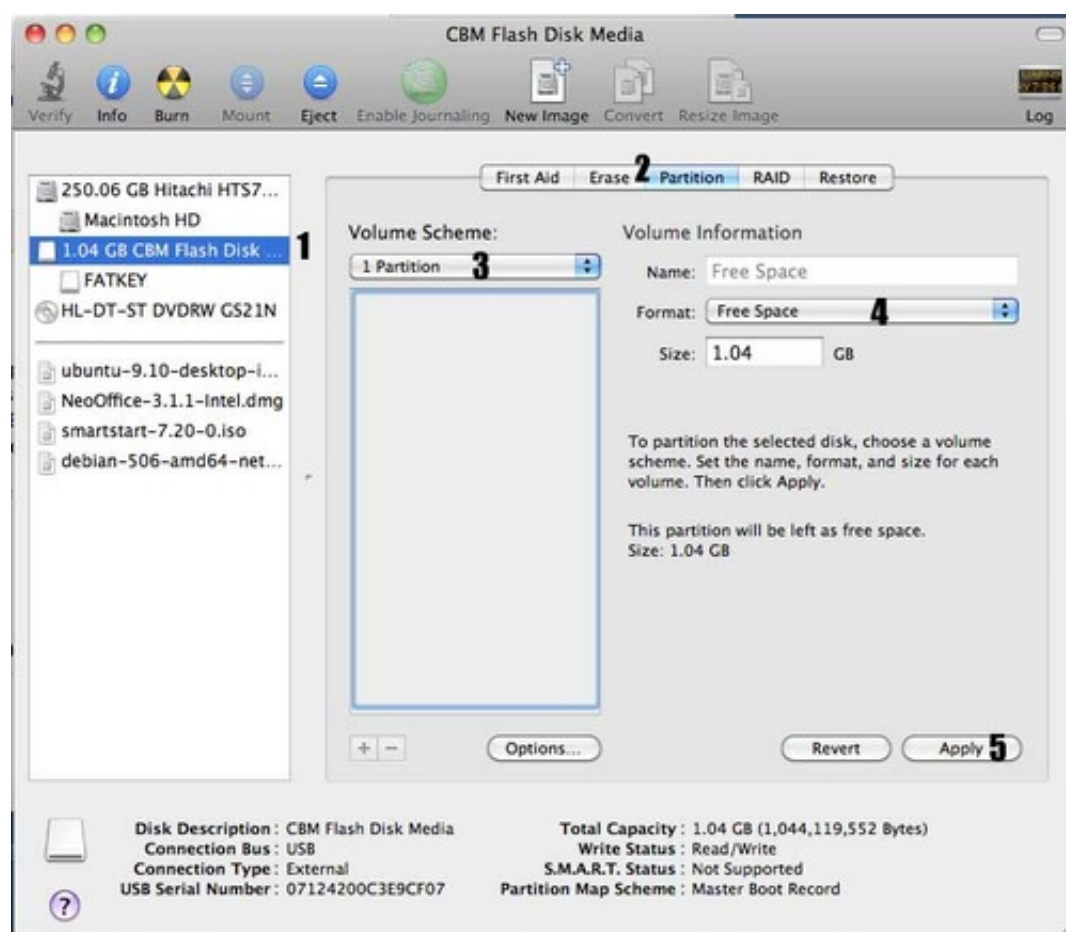 CBM Flash Disk Media
Verify Info Burn Mount Eject Enable Journaling New Image Convert Resize Image Log
First Aid Erase 2 Partition RAID Restore
250.06 GB Hitachi HTS7...
Macintosh HD
1.04 GB CBM Flash Disk ... 1
FATKEY
HL-DT-ST DVDRW GS21N
ubuntu-9.10-desktop-i...
NeoOffice-3.1.1-Intel.dmg
smartstart-7.20-0.iso
debian-506-amd64-net...
Volume Scheme:
1 Partition 3
Volume Information
Name: Free Space
Format: Free Space 4
Size: 1.04 GB
To partition the selected disk, choose a volume
scheme. Set the name, format, and size for each
volume. Then click Apply.
This partition will be left as free space.
Size: 1.04 GB
+ - Options... Revert Apply 5
Disk Description : CBM Flash Disk Media
Connection Bus : USB
Connection Type : External
USB Serial Number : 07124200C3E9CF07
Total Capacity : 1.04 GB (1,044,119,552 Bytes)
Write Status : Read/Write
S.M.A.R.T. Status : Not Supported
Partition Map Scheme : Master Boot Record
?